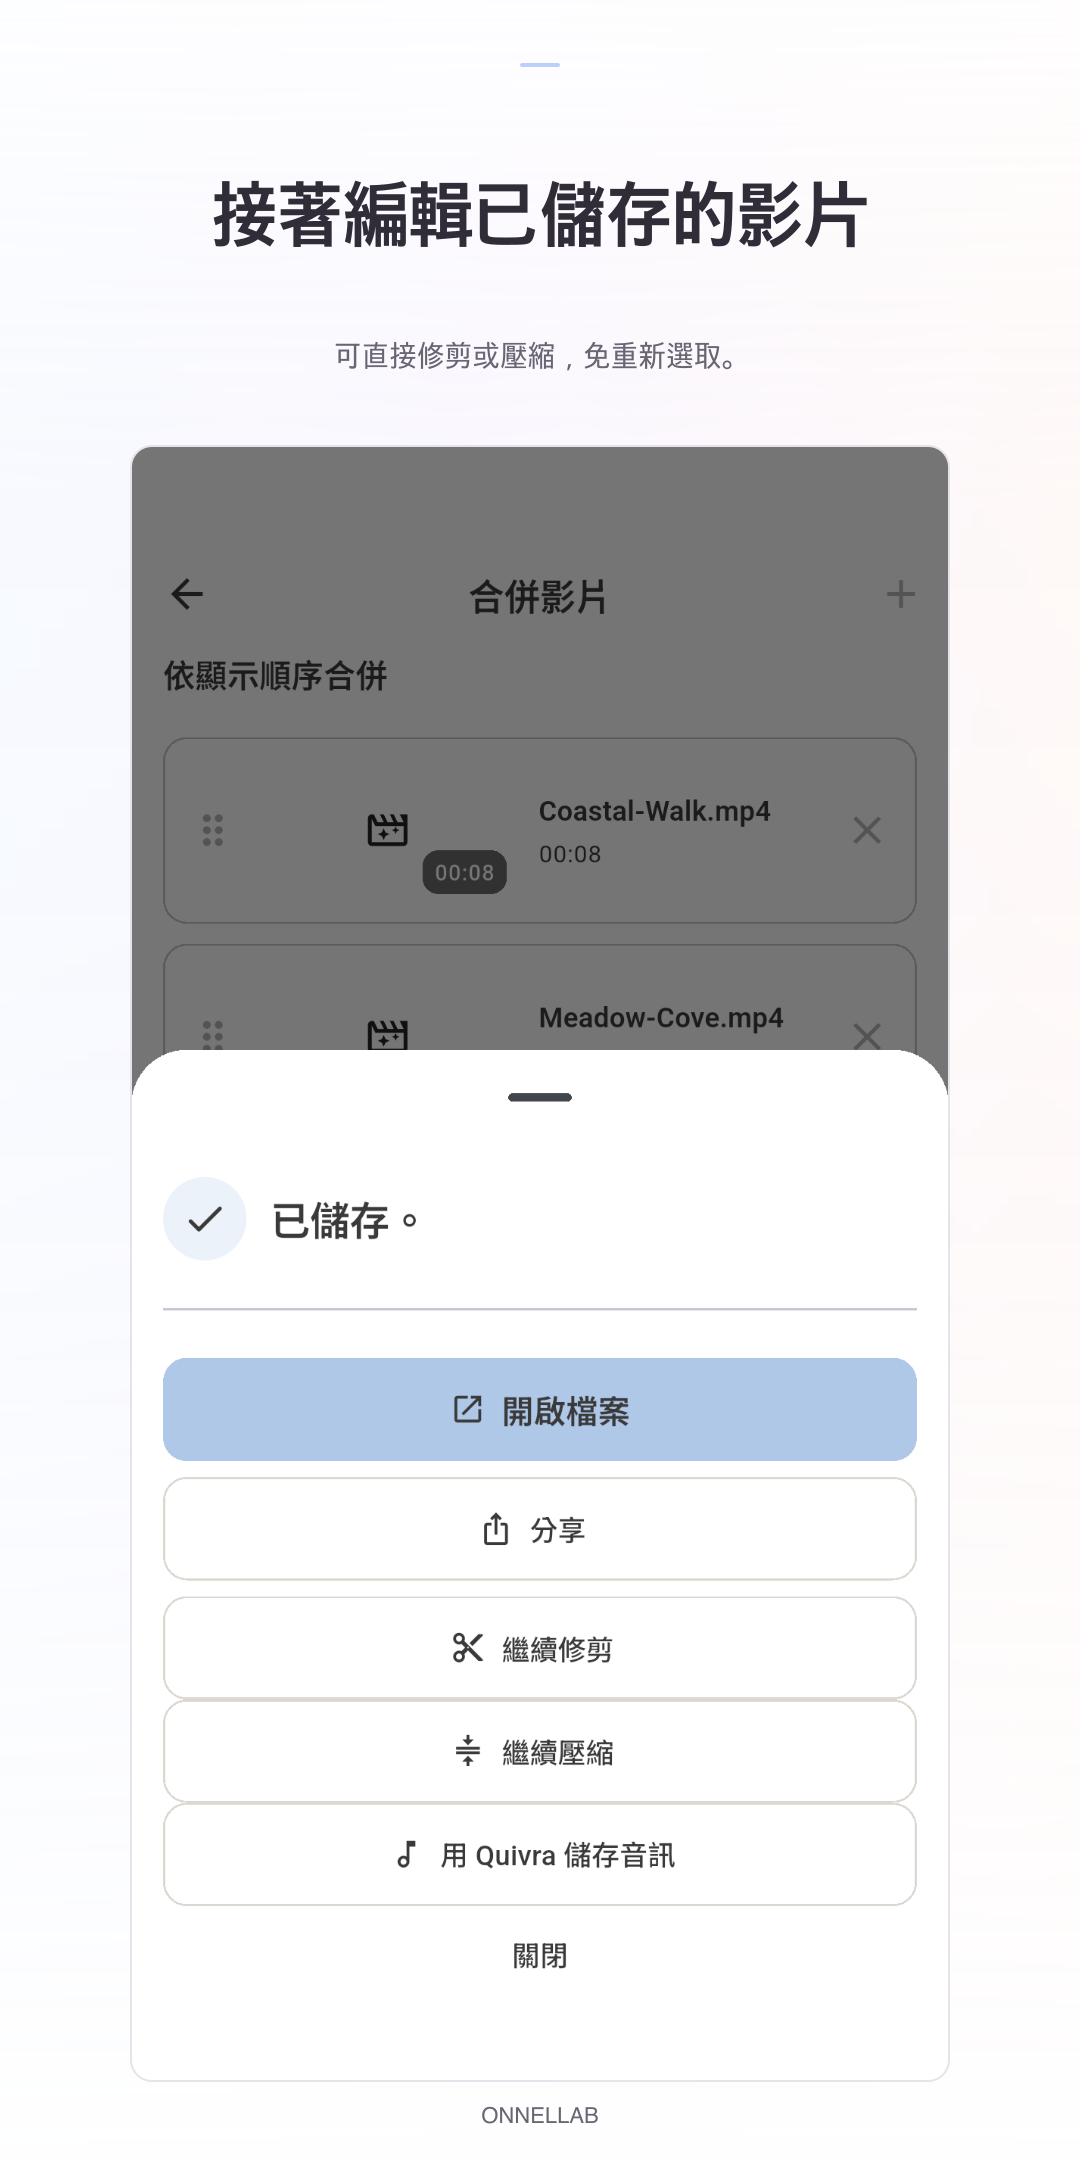 接著編輯已儲存的影片
可直接修剪或壓縮，免重新選取。
合併影片
依顯示順序合併
Coastal-Walk.mp4
00:08
00:08
Meadow-Cove.mp4
已儲存。
開啟檔案
分享
繼續修剪
繼續壓縮
用 Quivra 儲存音訊
關閉
ONNELLAB